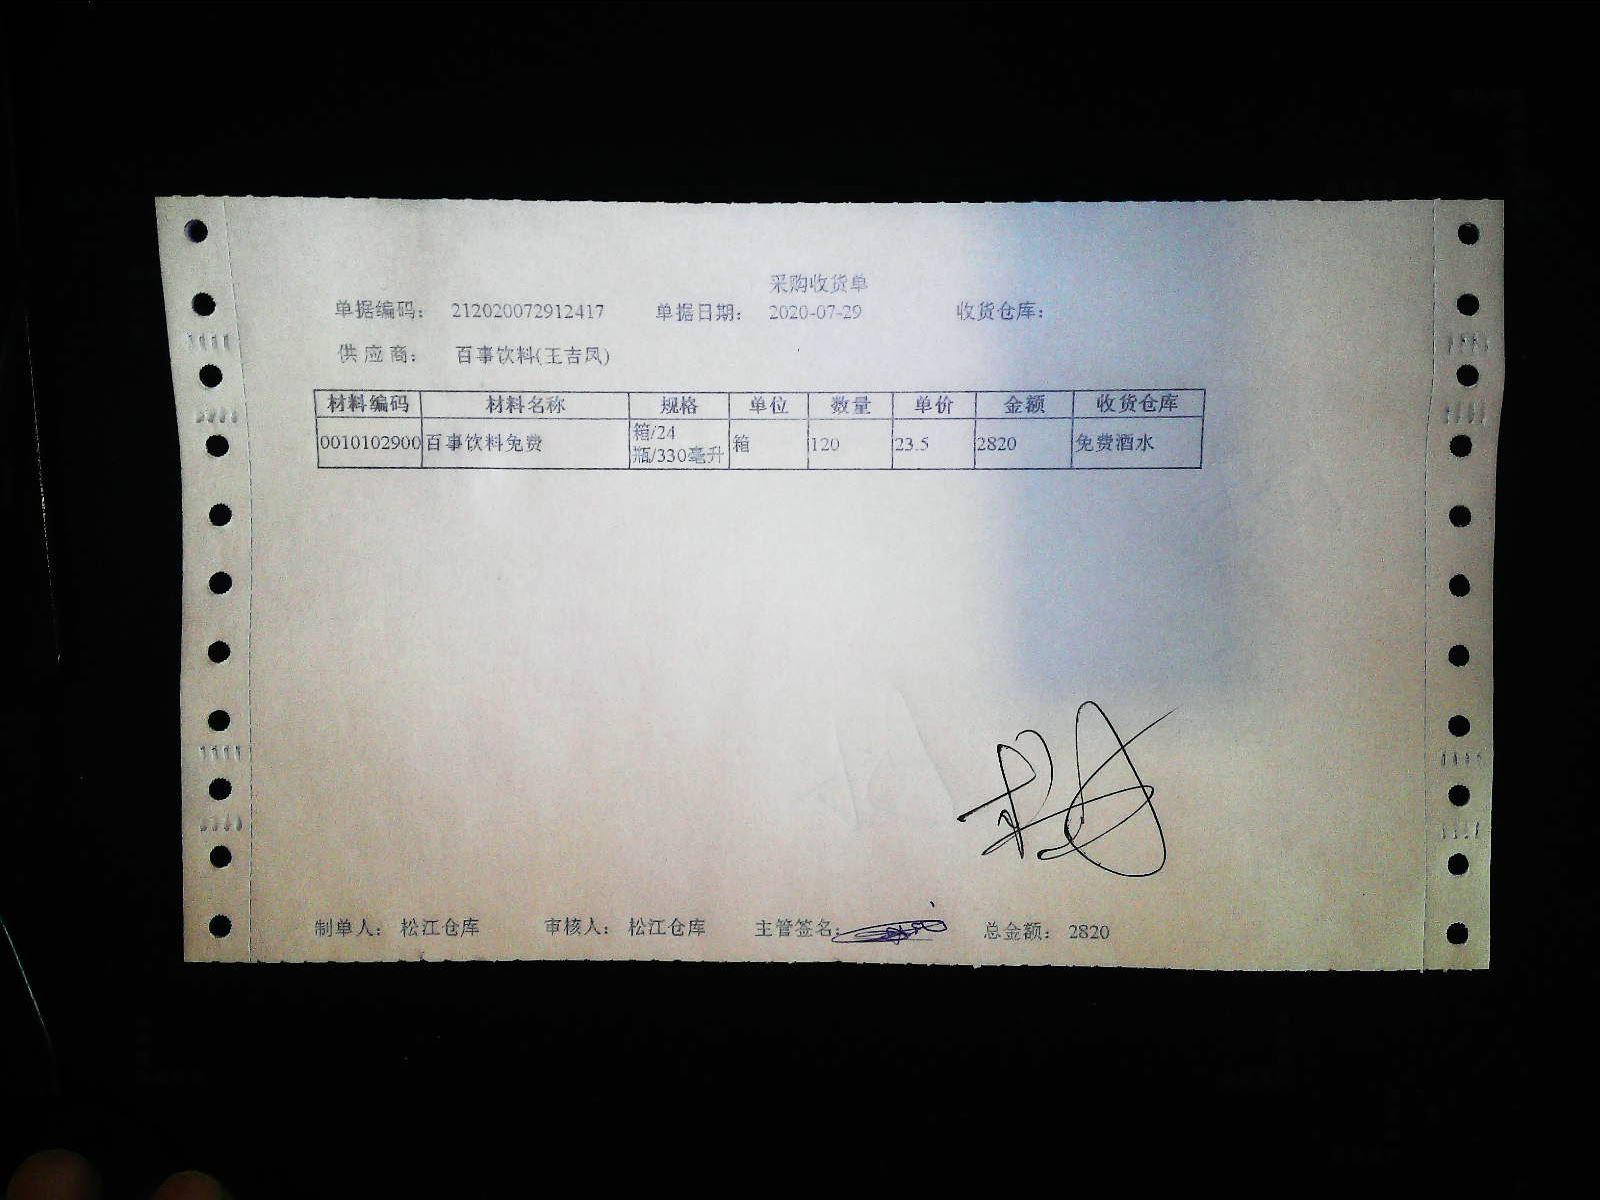 采购收货单
单据编码： 212020072912417 单据日期： 2020-07-29 收货仓库：
供应商： 百事饮料(王吉凤)
材料编码 材料名称 规格 单位 数量 单价 金额 收货仓库
0010102900 百事饮料免费 箱/24瓶/330毫升 箱 120 23.5 2820 免费酒水
制单人： 松江仓库 审核人： 松江仓库 主管签名： 总金额： 2820